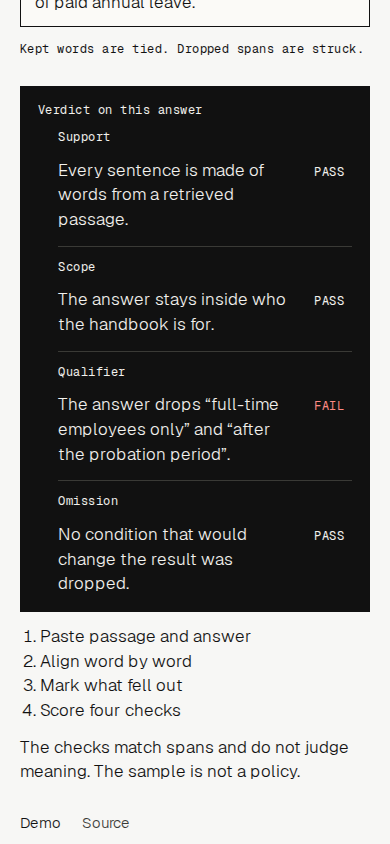 of paid annual leave.
Kept words are tied. Dropped spans are struck.
Verdict on this answer
Support
Every sentence is made of
words from a retrieved
passage.
PASS
Scope
The answer stays inside who
the handbook is for.
PASS
Qualifier
The answer drops “full-time
employees only” and “after
the probation period”.
FAIL
Omission
No condition that would
change the result was
dropped.
PASS
1. Paste passage and answer
2. Align word by word
3. Mark what fell out
4. Score four checks
The checks match spans and do not judge
meaning. The sample is not a policy.
Demo Source